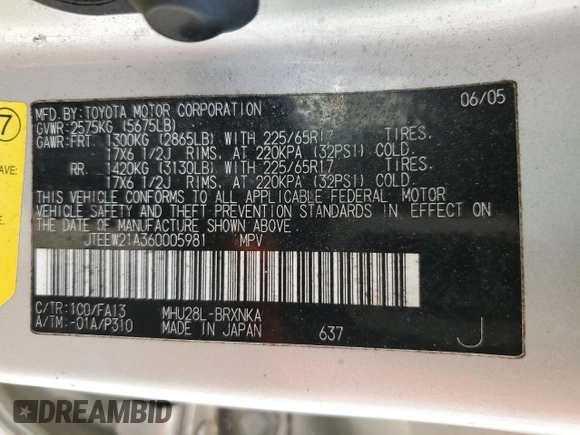 06/05
MFD. BY: TOYOTA MOTOR CORPORATION
GVWR: 2575KG (5675LB)
GAWR: FRT. 1300KG (2865LB) WITH 225/65R17 TIRES.
17X6 1/2J RIMS. AT 220KPA (32PSI) COLD.
RR. 1420KG (3130LB) WITH 225/65R17 TIRES.
17X6 1/2J RIMS. AT 220KPA (32PSI) COLD.
THIS VEHICLE CONFORMS TO ALL APPLICABLE FEDERAL MOTOR
VEHICLE SAFETY AND THEFT PREVENTION STANDARDS IN EFFECT ON
THE DATE OF MANUFACTURE SHOWN ABOVE.
JTEEW21A360005981 MPV
C/TR: 1C0/FA13 MHU28L-BRXNKA
A/TM: -01A/P310 MADE IN JAPAN 637 J
7
AVE:
DREAMBID